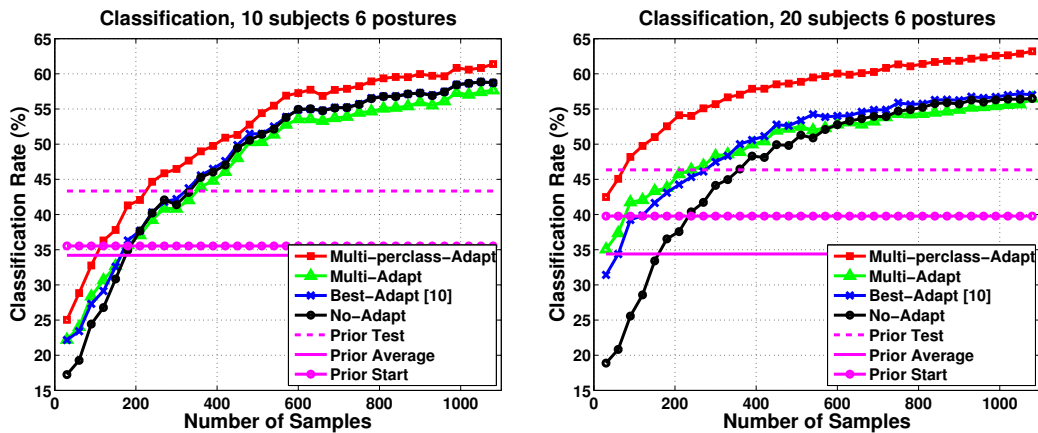 Classification, 10 subjects 6 postures
Classification Rate (%)
65
60
55
50
45
40
35
30
25
20
15
0
200
400
600
800
1000
Number of Samples
Multi-perclass-Adapt
Multi-Adapt
Best-Adapt [10]
No-Adapt
Prior Test
Prior Average
Prior Start
Classification, 20 subjects 6 postures
Classification Rate (%)
65
60
55
50
45
40
35
30
25
20
15
0
200
400
600
800
1000
Number of Samples
Multi-perclass-Adapt
Multi-Adapt
Best-Adapt [10]
No-Adapt
Prior Test
Prior Average
Prior Start